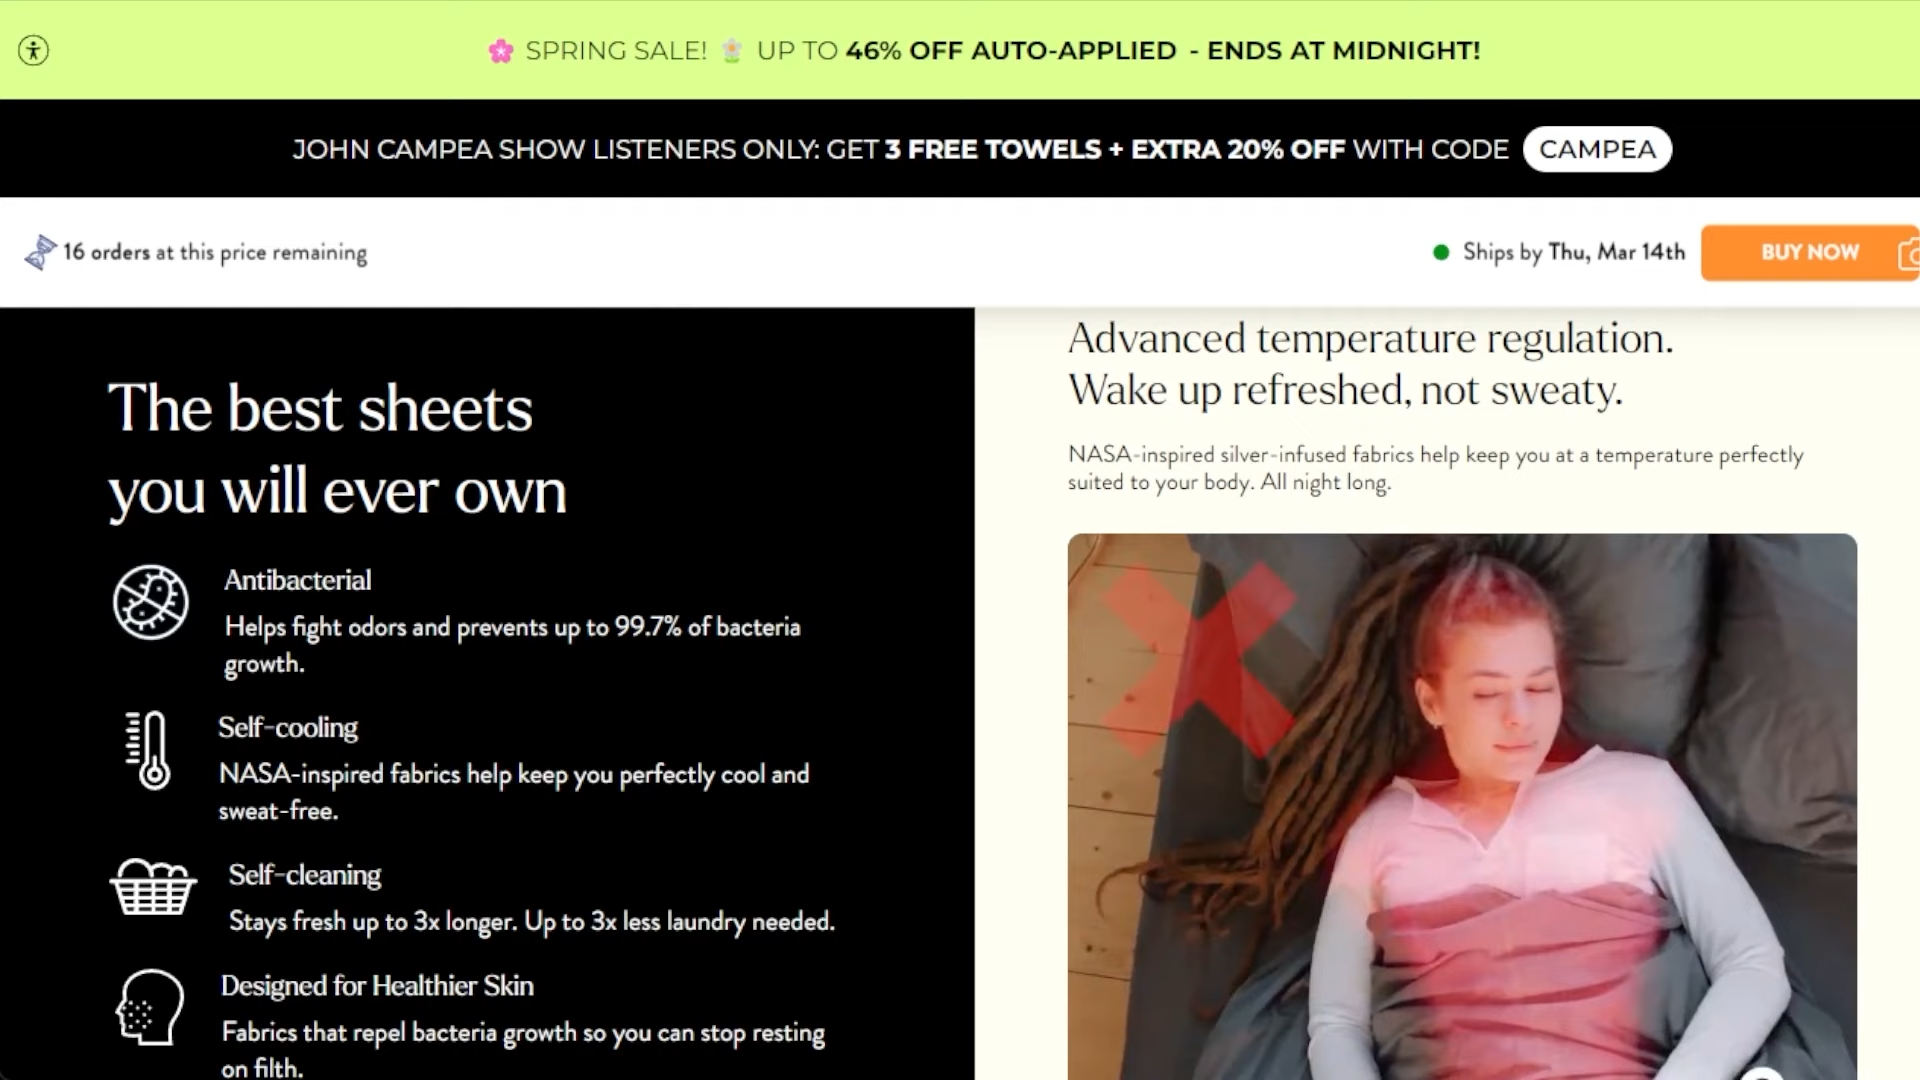 SPRING SALE! UP TO 46% OFF AUTO-APPLIED - ENDS AT MIDNIGHT!
JOHN CAMPEA SHOW LISTENERS ONLY: GET 3 FREE TOWELS + EXTRA 20% OFF WITH CODE CAMPEA
16 orders at this price remaining
Ships by Thu, Mar 14th
BUY NOW
The best sheets
you will ever own
Antibacterial
Helps fight odors and prevents up to 99.7% of bacteria
growth.
Self-cooling
NASA-inspired fabrics help keep you perfectly cool and
sweat-free.
Self-cleaning
Stays fresh up to 3x longer. Up to 3x less laundry needed.
Designed for Healthier Skin
Fabrics that repel bacteria growth so you can stop resting
on filth.
Advanced temperature regulation.
Wake up refreshed, not sweaty.
NASA-inspired silver-infused fabrics help keep you at a temperature perfectly
suited to your body. All night long.